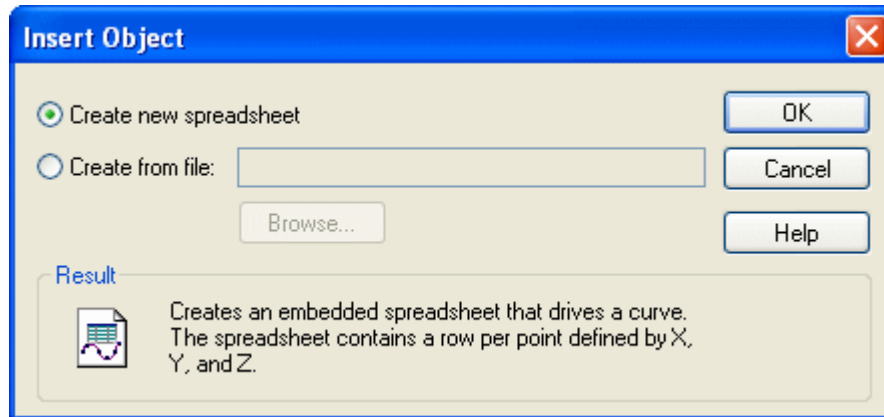 Insert Object
Create new spreadsheet
OK
Create from file:
Cancel
Browse...
Help
Result
Creates an embedded spreadsheet that drives a curve.
The spreadsheet contains a row per point defined by X,
Y, and Z.